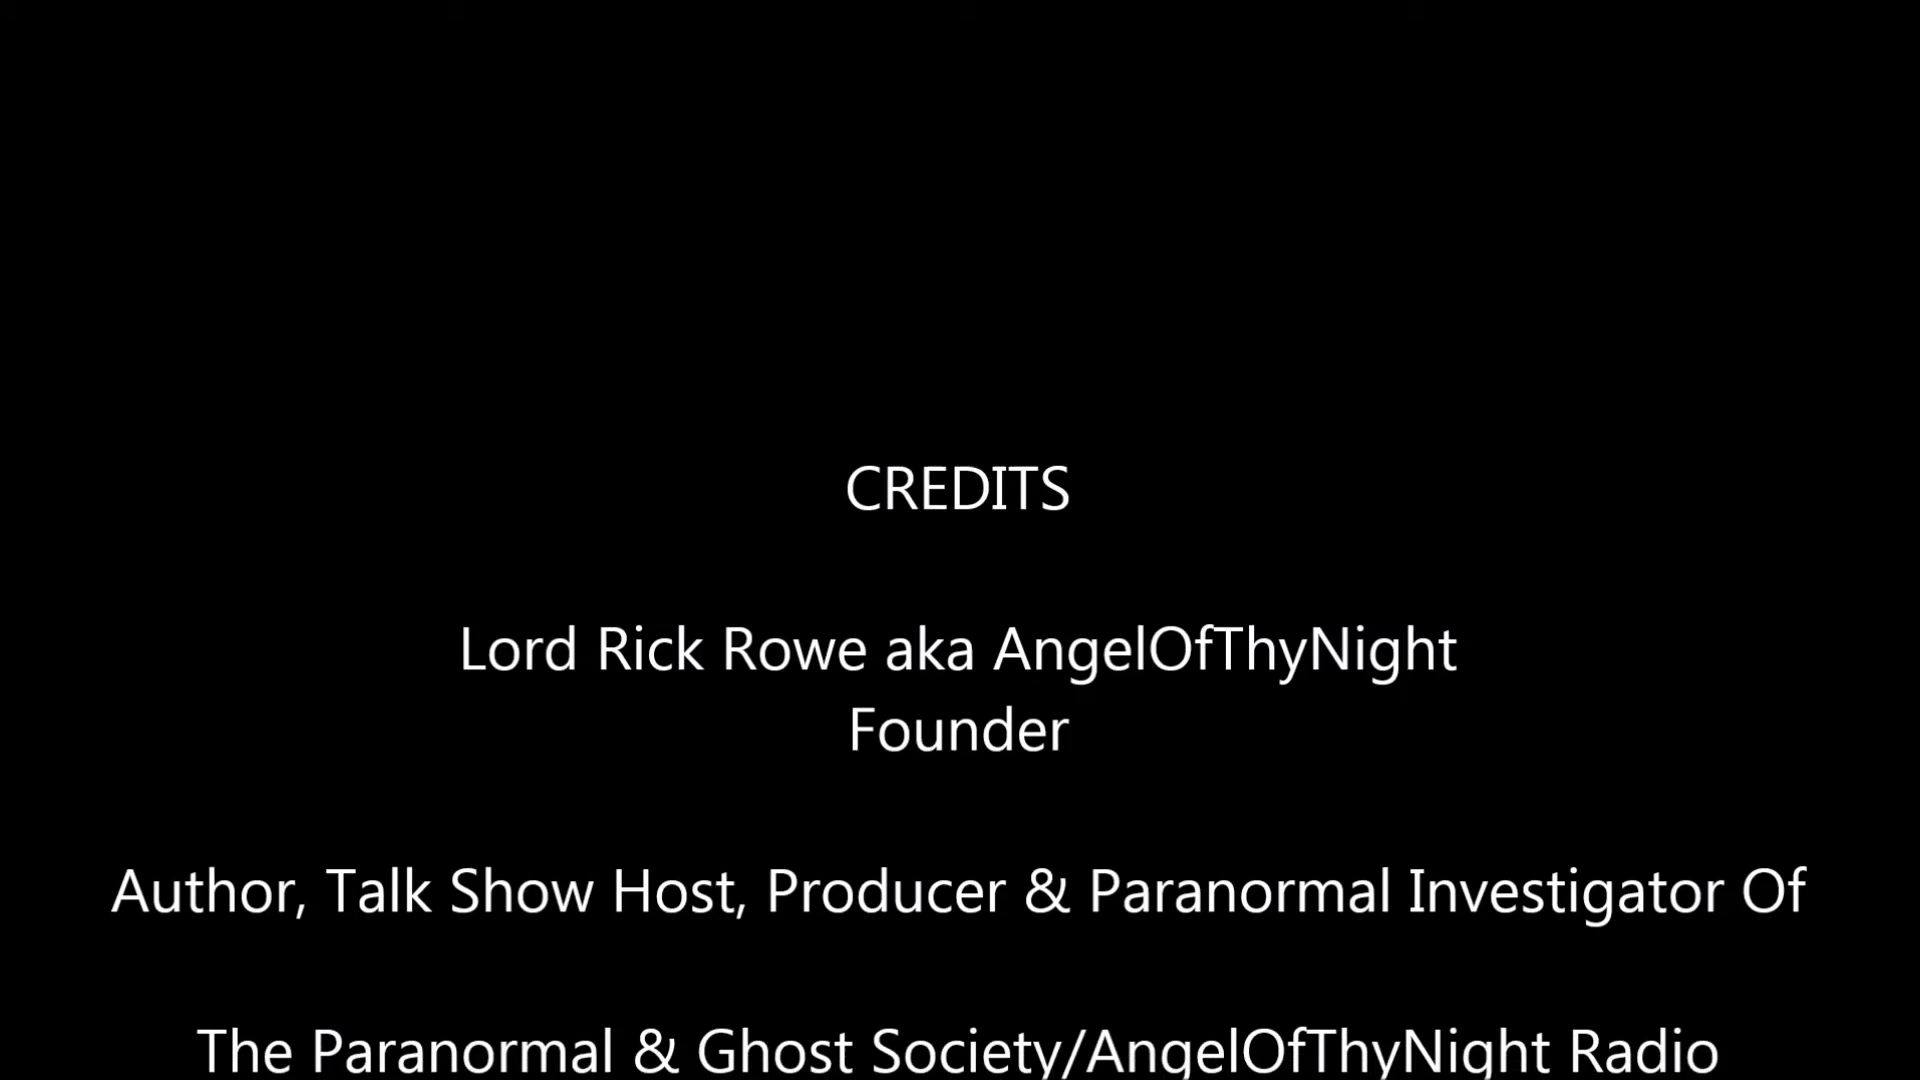 CREDITS
Lord Rick Rowe aka AngelOfThyNight
Founder
Author, Talk Show Host, Producer & Paranormal Investigator Of
The Paranormal & Ghost Society/AngelOfThyNight Radio